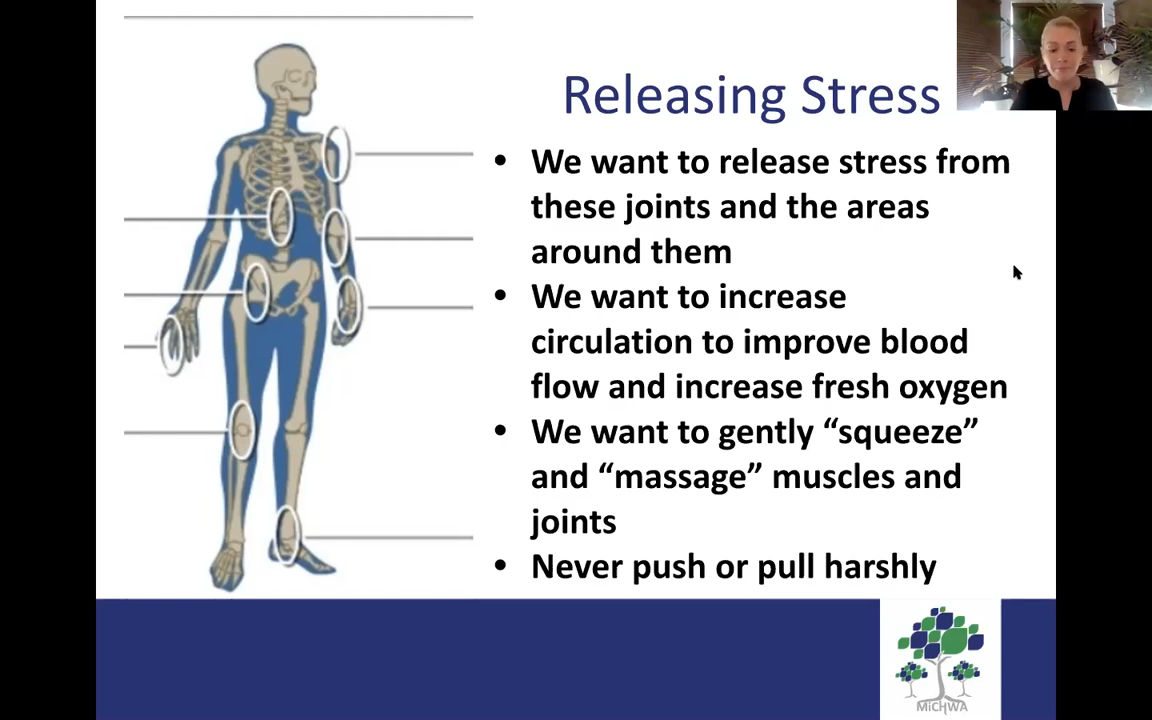 Releasing Stress
• We want to release stress from
these joints and the areas
around them
• We want to increase
circulation to improve blood
flow and increase fresh oxygen
• We want to gently “squeeze”
and “massage” muscles and
joints
• Never push or pull harshly
MiCHWA